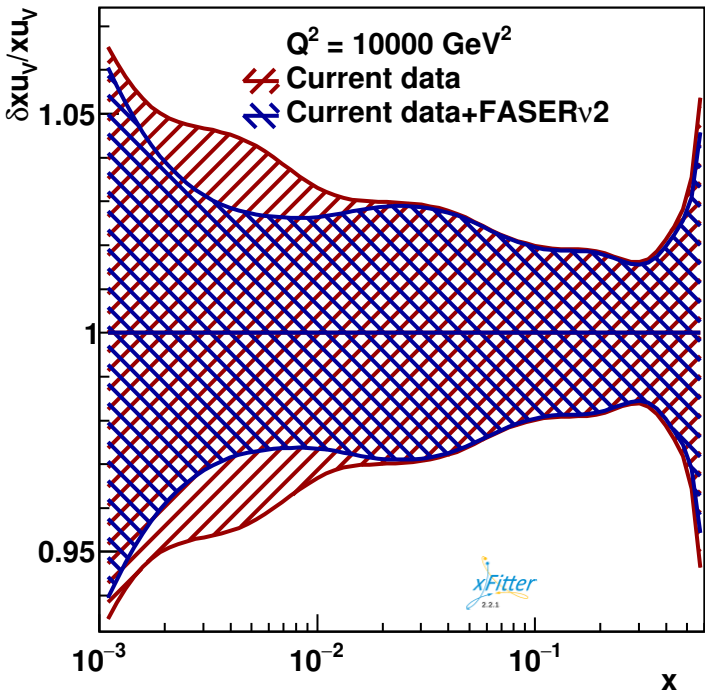 δxu_V/xu_V
Q² = 10000 GeV²
Current data
Current data+FASERν2
1.05
1
0.95
xFitter
2.2.1
10⁻³
10⁻²
10⁻¹
x